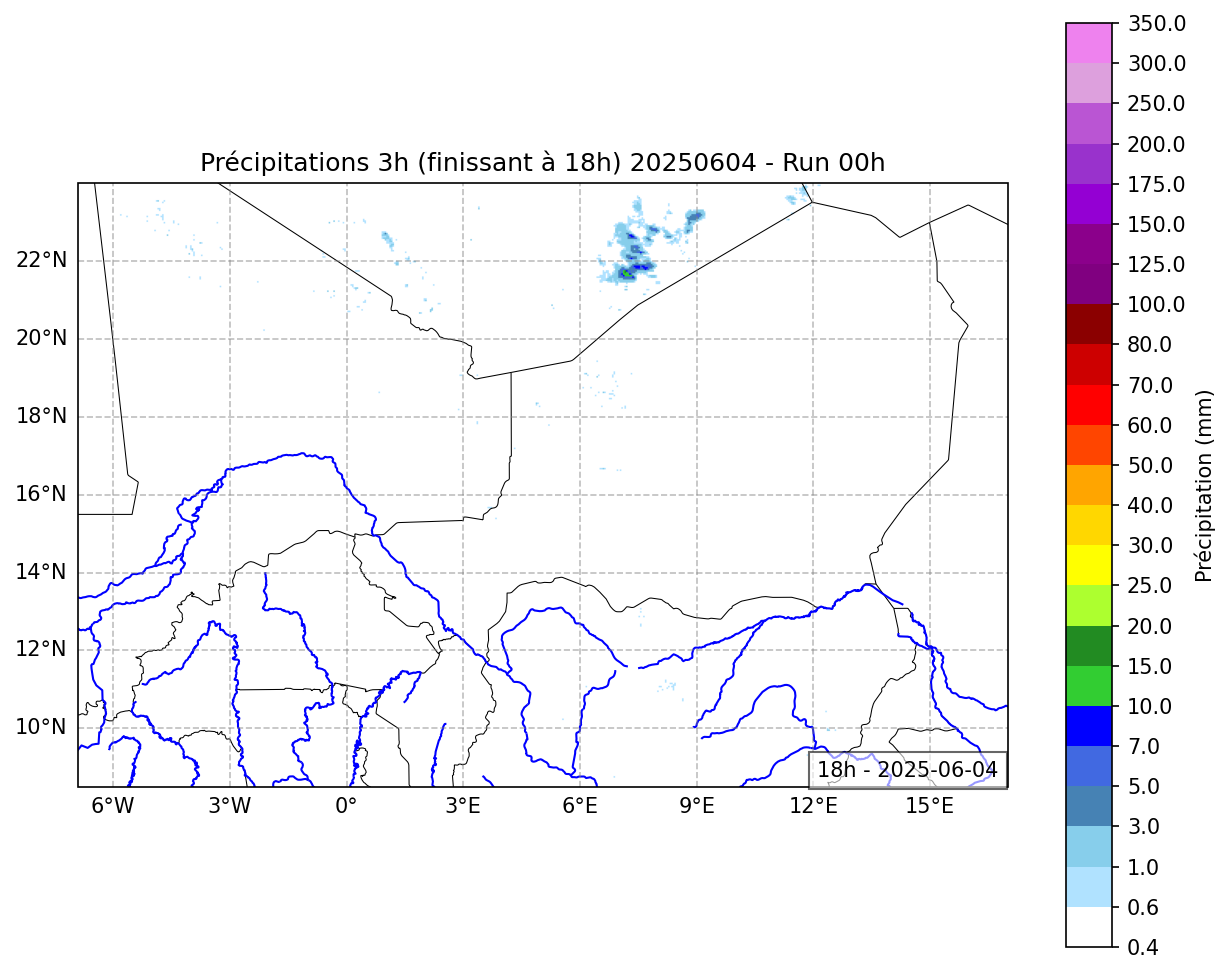 Précipitations 3h (finissant à 18h) 20250604 - Run 00h
22°N
20°N
18°N
16°N
14°N
12°N
10°N
6°W
3°W
0°
3°E
6°E
9°E
12°E
15°E
18h - 2025-06-04
350.0
300.0
250.0
200.0
175.0
150.0
125.0
100.0
80.0
70.0
60.0
50.0
40.0
30.0
25.0
20.0
15.0
10.0
7.0
5.0
3.0
1.0
0.6
0.4
Précipitation (mm)